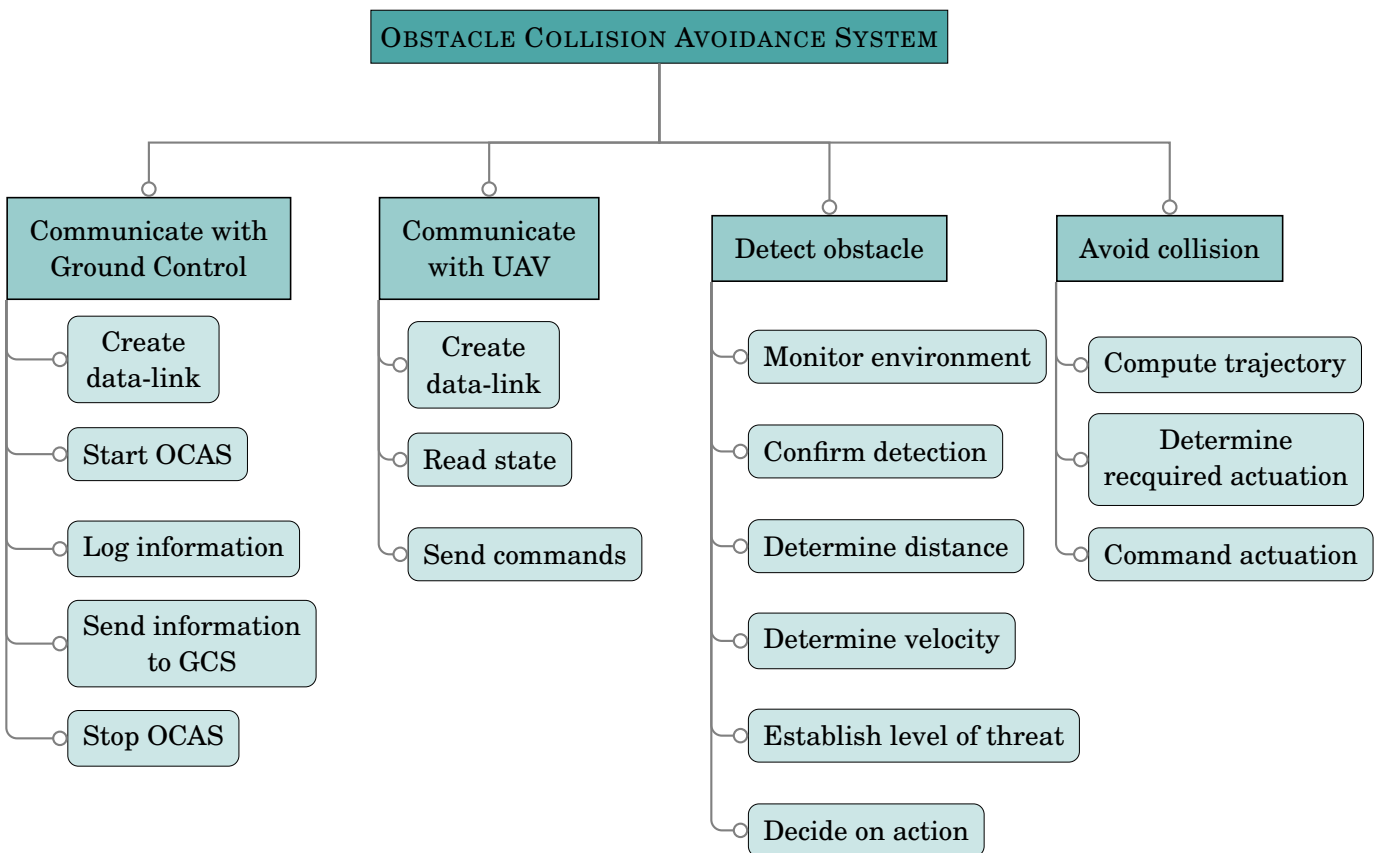 OBSTACLE COLLISION AVOIDANCE SYSTEM
Communicate with
Ground Control
Create
data-link
Start OCAS
Log information
Send information
to GCS
Stop OCAS
Communicate
with UAV
Create
data-link
Read state
Send commands
Detect obstacle
Monitor environment
Confirm detection
Determine distance
Determine velocity
Establish level of threat
Decide on action
Avoid collision
Compute trajectory
Determine
recquired actuation
Command actuation